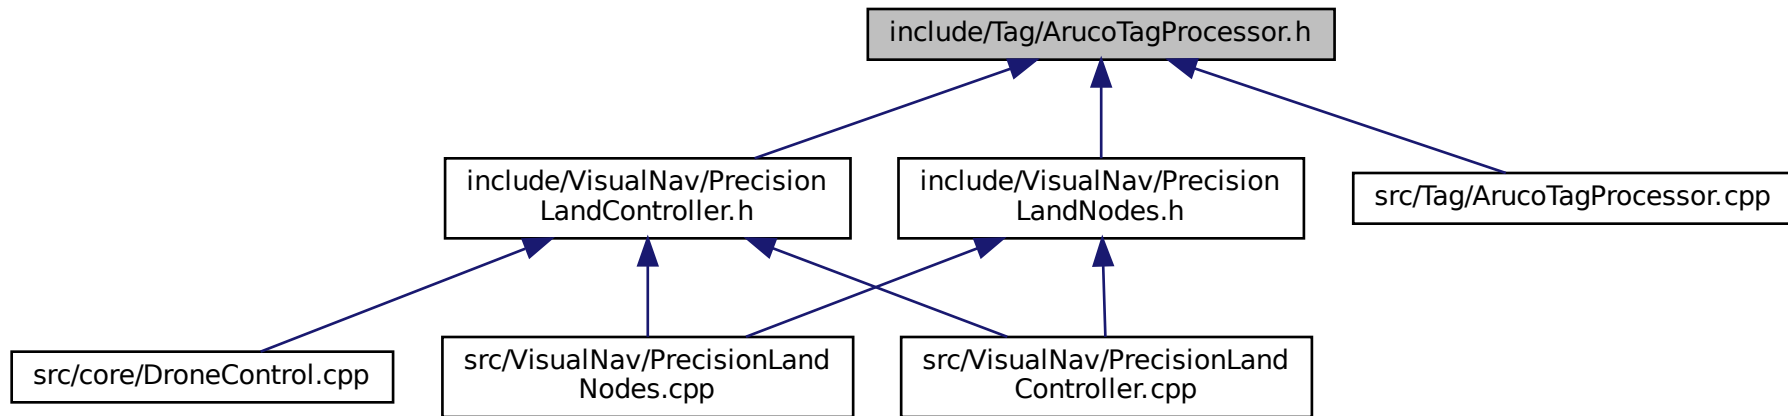 include/Tag/ArucoTagProcessor.h
include/VisualNav/Precision
LandController.h
include/VisualNav/Precision
LandNodes.h
src/Tag/ArucoTagProcessor.cpp
src/core/DroneControl.cpp
src/VisualNav/PrecisionLand
Nodes.cpp
src/VisualNav/PrecisionLand
Controller.cpp